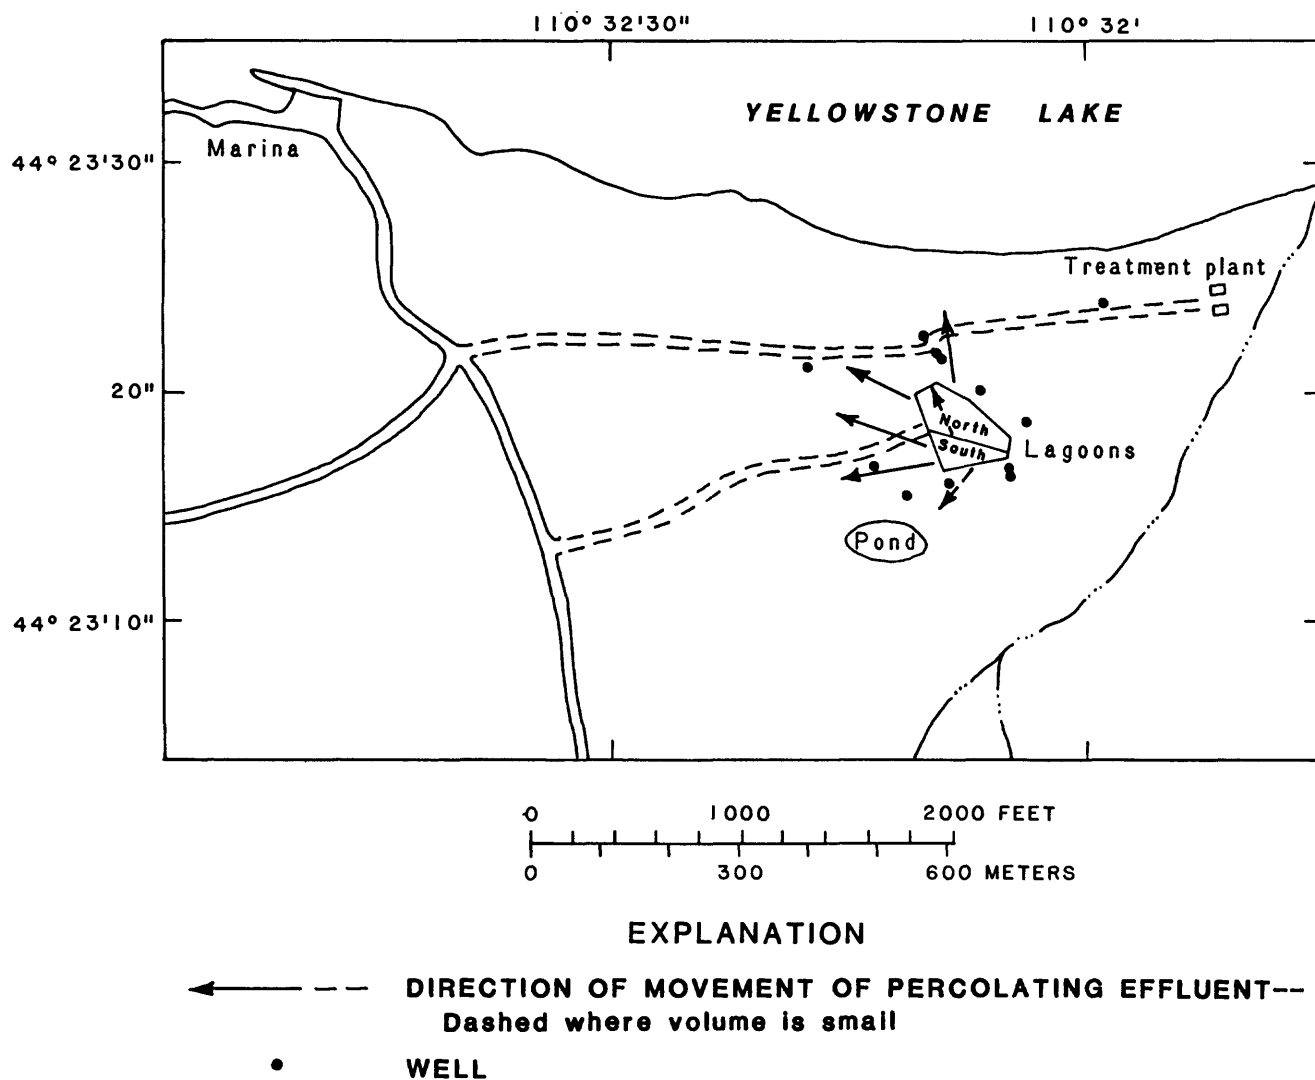 110° 32'30" 110° 32'
YELLOWSTONE LAKE
Marina
44° 23'30"
Treatment plant
20"
North
South
Lagoons
Pond
44° 23'10"
0 1000 2000 FEET
0 300 600 METERS
EXPLANATION
DIRECTION OF MOVEMENT OF PERCOLATING EFFLUENT--
Dashed where volume is small
WELL